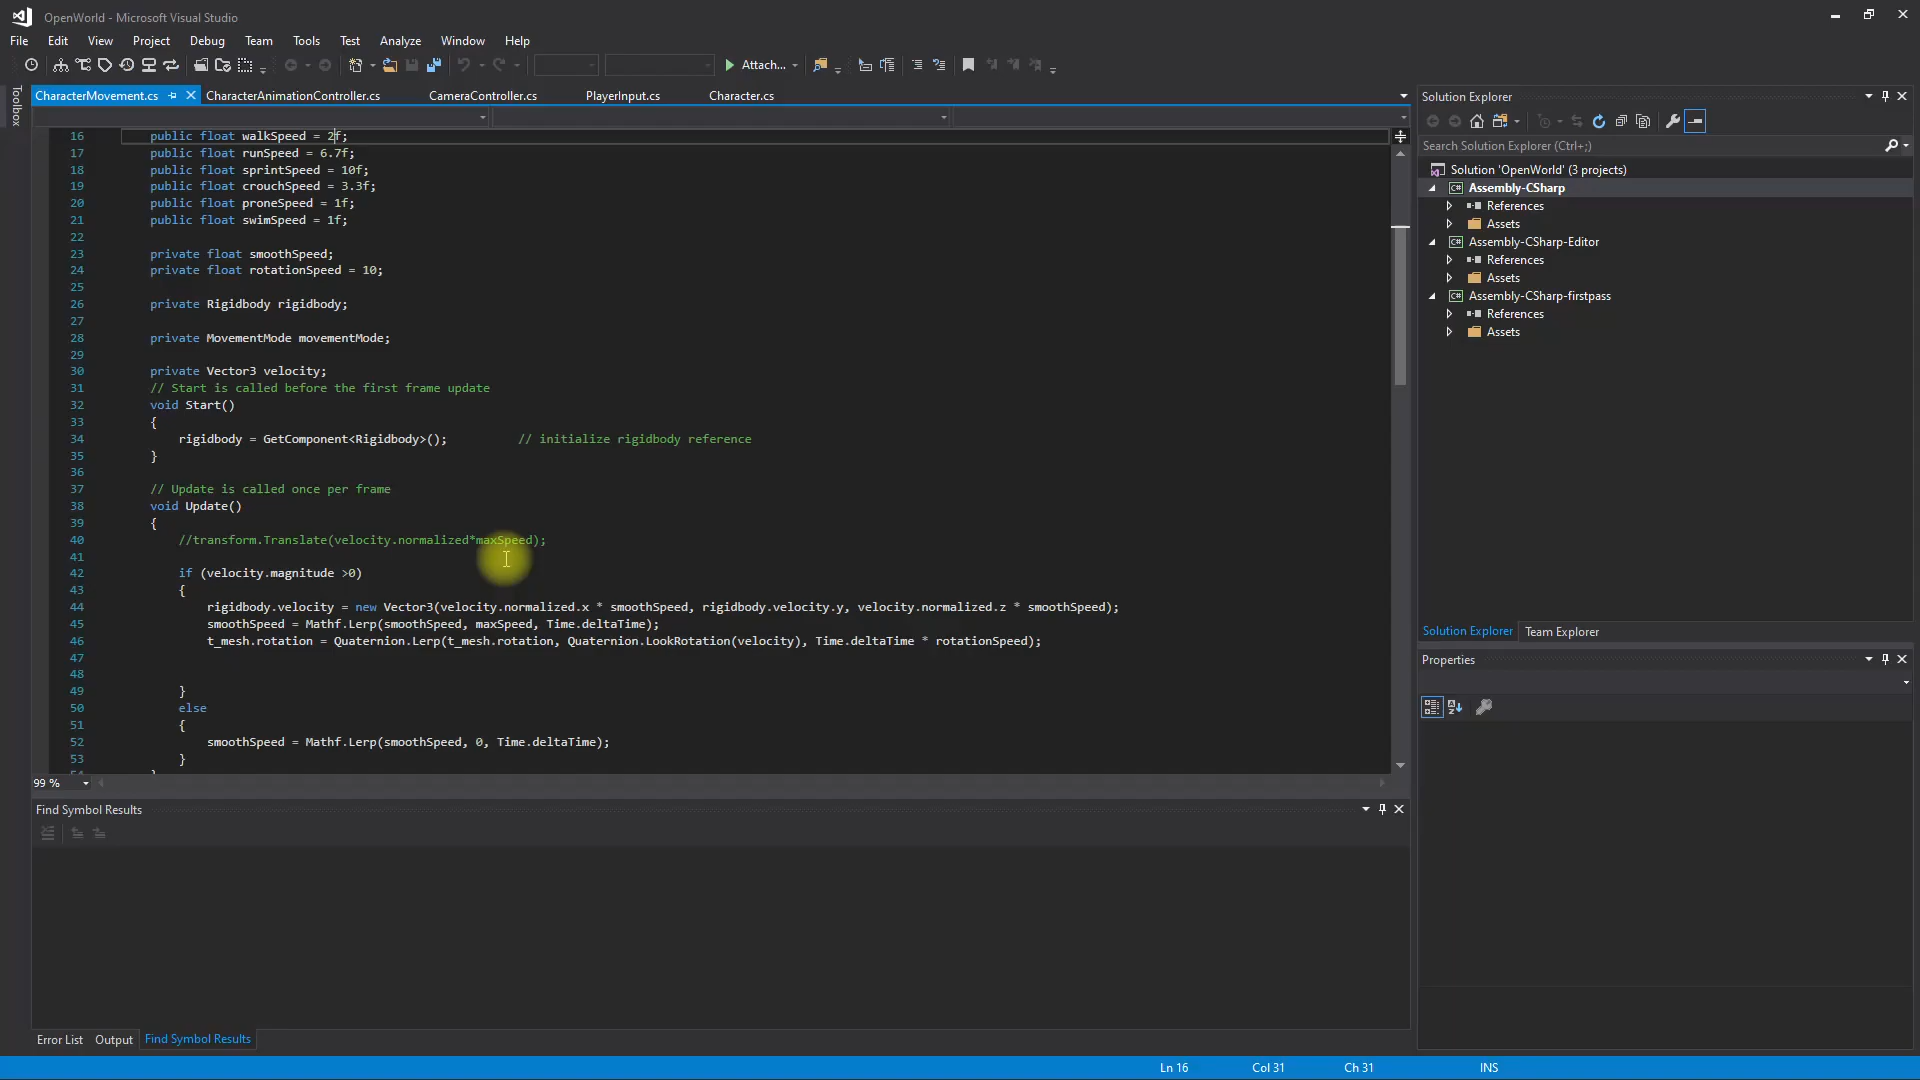 OpenWorld - Microsoft Visual Studio
File Edit View Project Debug Team Tools Test Analyze Window Help
Attach...
Toolbox
CharacterMovement.cs CharacterAnimationController.cs CameraController.cs PlayerInput.cs Character.cs
16 public float walkSpeed = 2f;
17 public float runSpeed = 6.7f;
18 public float sprintSpeed = 10f;
19 public float crouchSpeed = 3.3f;
20 public float proneSpeed = 1f;
21 public float swimSpeed = 1f;
22
23 private float smoothSpeed;
24 private float rotationSpeed = 10;
25
26 private Rigidbody rigidbody;
27
28 private MovementMode movementMode;
29
30 private Vector3 velocity;
31 // Start is called before the first frame update
32 void Start()
33 {
34 rigidbody = GetComponent<Rigidbody>(); // initialize rigidbody reference
35 }
36
37 // Update is called once per frame
38 void Update()
39 {
40 //transform.Translate(velocity.normalized*maxSpeed);
41
42 if (velocity.magnitude >0)
43 {
44 rigidbody.velocity = new Vector3(velocity.normalized.x * smoothSpeed, rigidbody.velocity.y, velocity.normalized.z * smoothSpeed);
45 smoothSpeed = Mathf.Lerp(smoothSpeed, maxSpeed, Time.deltaTime);
46 t_mesh.rotation = Quaternion.Lerp(t_mesh.rotation, Quaternion.LookRotation(velocity), Time.deltaTime * rotationSpeed);
47
48
49 }
50 else
51 {
52 smoothSpeed = Mathf.Lerp(smoothSpeed, 0, Time.deltaTime);
53 }
99 %
Find Symbol Results
Error List Output Find Symbol Results
Solution Explorer
Search Solution Explorer (Ctrl+;)
Solution 'OpenWorld' (3 projects)
C# Assembly-CSharp
References
Assets
C# Assembly-CSharp-Editor
References
Assets
C# Assembly-CSharp-firstpass
References
Assets
Solution Explorer Team Explorer
Properties
Ln 16 Col 31 Ch 31 INS